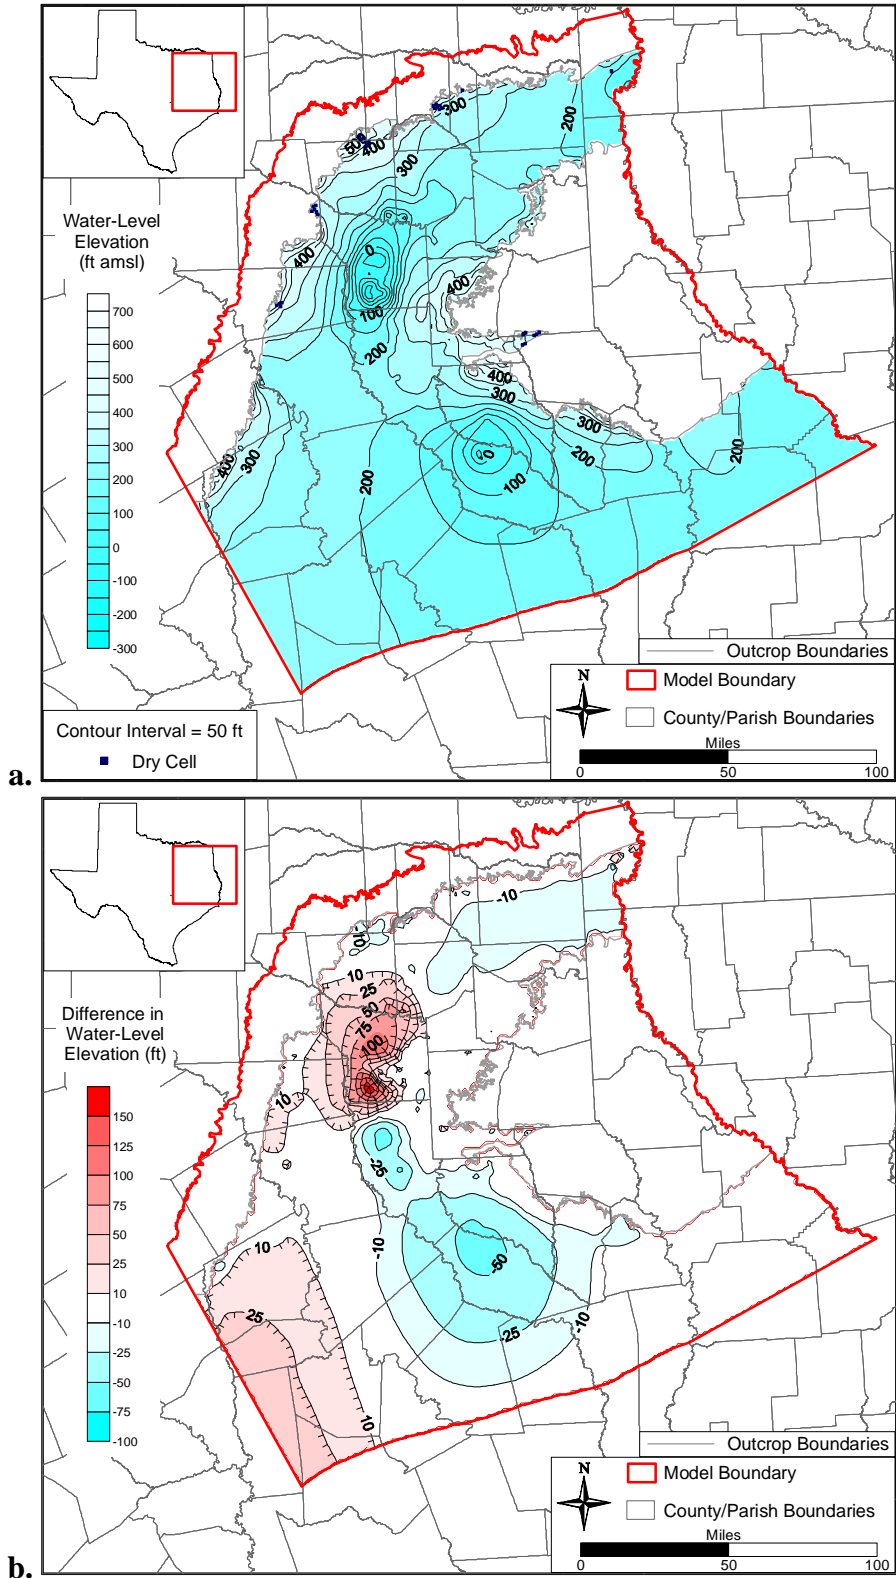 500
400
300
300
200
200
0
400
400
100
200
400
300
300
400
300
200
0
100
200
200
Water-Level
Elevation
(ft amsl)
700
600
500
400
300
200
100
0
-100
-200
-300
Contour Interval = 50 ft
Dry Cell
Outcrop Boundaries
N
Model Boundary
County/Parish Boundaries
Miles
0 50 100
a.
-10
-10
10
25
50
75
100
10
-25
-10
-50
10
25
-25
-10
10
Difference in
Water-Level
Elevation (ft)
150
125
100
75
50
25
10
-10
-25
-50
-75
-100
Outcrop Boundaries
N
Model Boundary
County/Parish Boundaries
Miles
0 50 100
b.